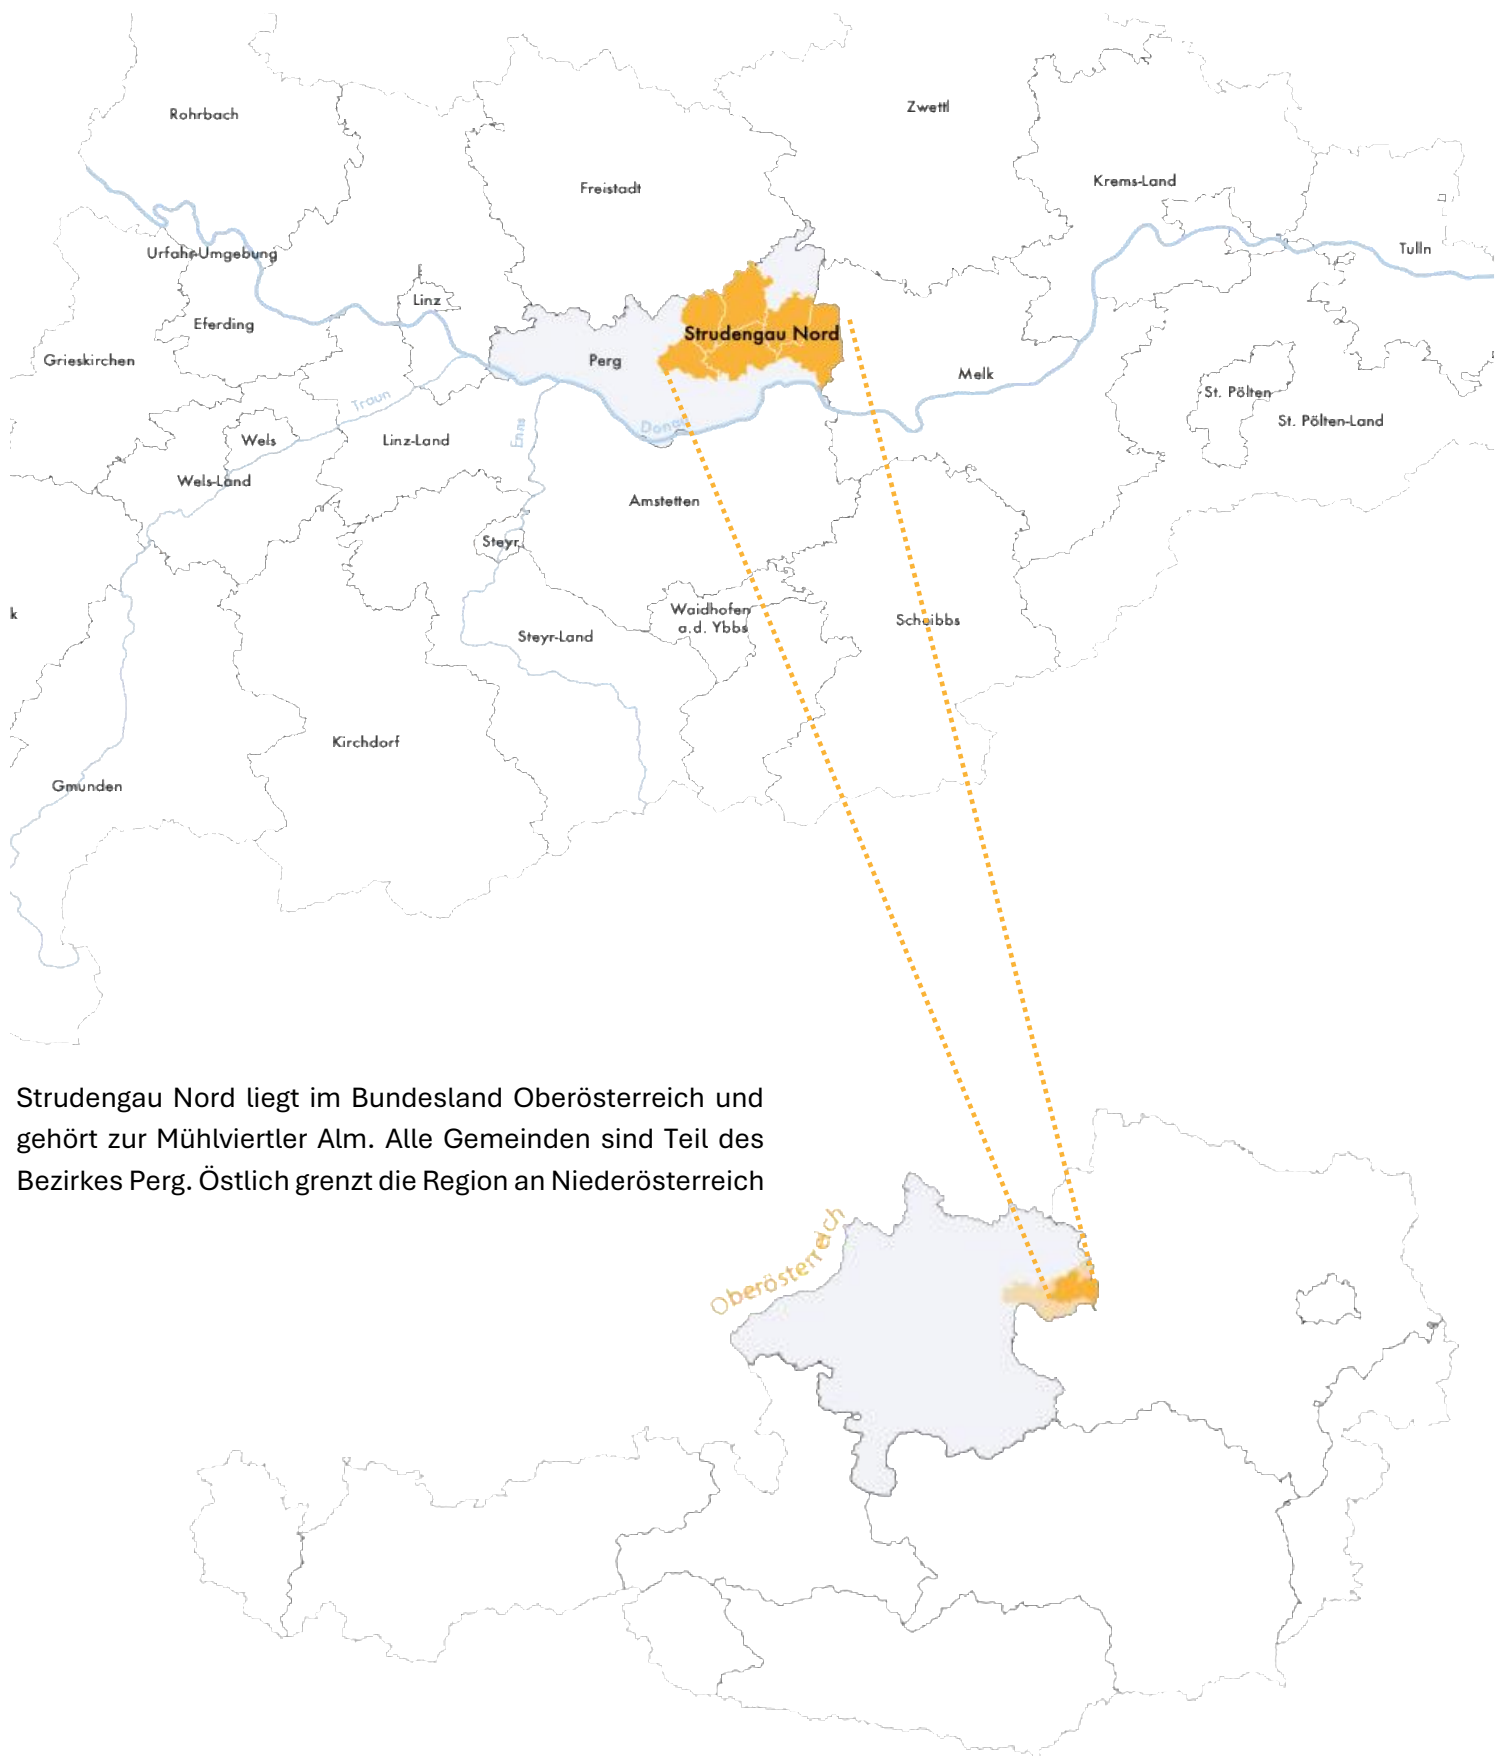 Rohrbach
Zwettl
Freistadt
Krems-Land
Urfahr-Umgebung
Tulln
Linz
Eferding
Strudengau Nord
Grieskirchen
Perg
Melk
St. Pölten
Traun
St. Pölten-Land
Donau
Enns
Wels
Linz-Land
Wels-Land
Amstetten
Steyr
Waidhofen
a.d. Ybbs
k
Scheibbs
Steyr-Land
Kirchdorf
Gmunden
Strudengau Nord liegt im Bundesland Oberösterreich und
gehört zur Mühlviertler Alm. Alle Gemeinden sind Teil des
Bezirkes Perg. Östlich grenzt die Region an Niederösterreich
Oberösterreich